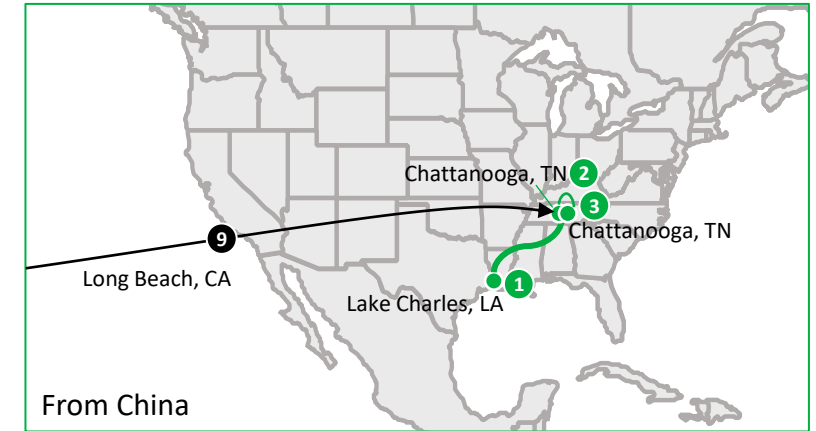 Chattanooga, TN 2
3
Chattanooga, TN
9
Long Beach, CA
1
Lake Charles, LA
From China